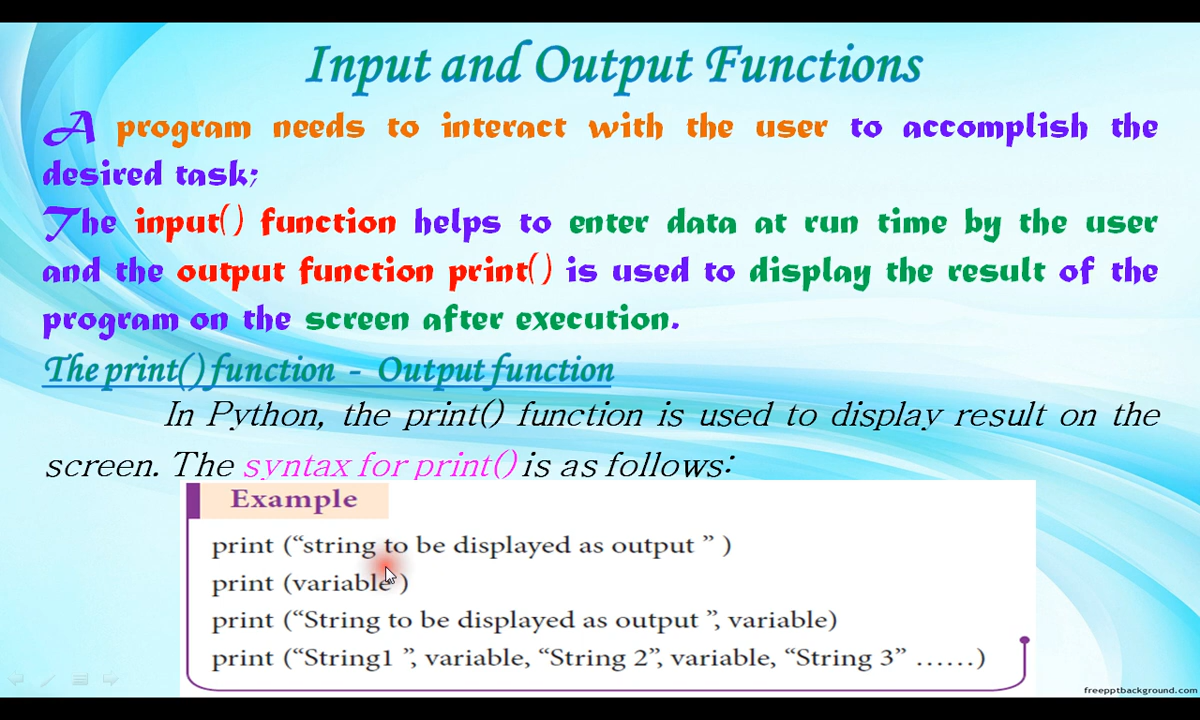 Input and Output Functions
A program needs to interact with the user to accomplish the
desired task;
The input() function helps to enter data at run time by the user
and the output function print() is used to display the result of the
program on the screen after execution.
The print() function - Output function
In Python, the print() function is used to display result on the
screen. The syntax for print() is as follows:
Example
print (“string to be displayed as output ” )
print (variable )
print (“String to be displayed as output ”, variable)
print (“String1 ”, variable, “String 2”, variable, “String 3” ……)
freepptbackground.com